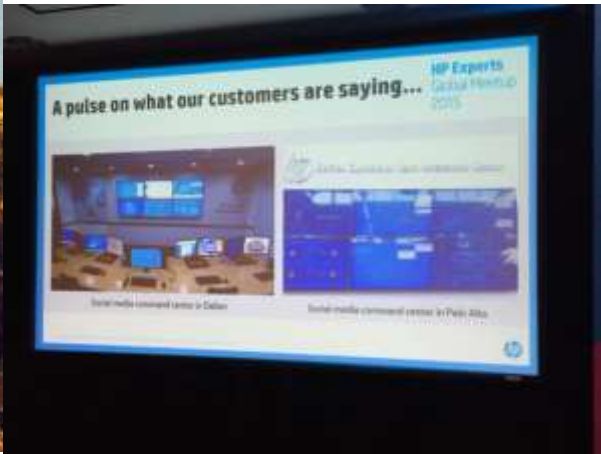 A pulse on what our customers are saying...
HP Experts
Global Meetup
2015
Social media command center in Dallas
Social media command center in Palo Alto
hp